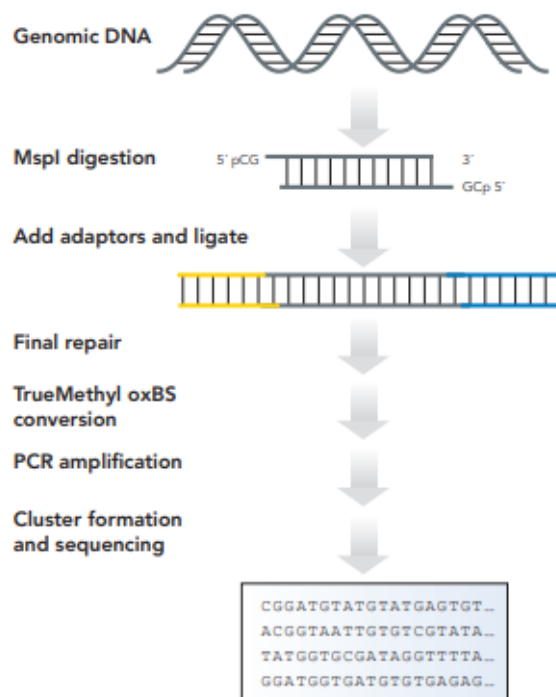 Genomic DNA
MspI digestion
5´ pCG
3´
GCp 5´
Add adaptors and ligate
Final repair
TrueMethyl oxBS
conversion
PCR amplification
Cluster formation
and sequencing
CGGATGTATGTATGAGTGT…
ACGGTAATTGTGTCGTATA…
TATGGTGCGATAGGTTTTA…
GGATGGTGATGTGTGAGAG…